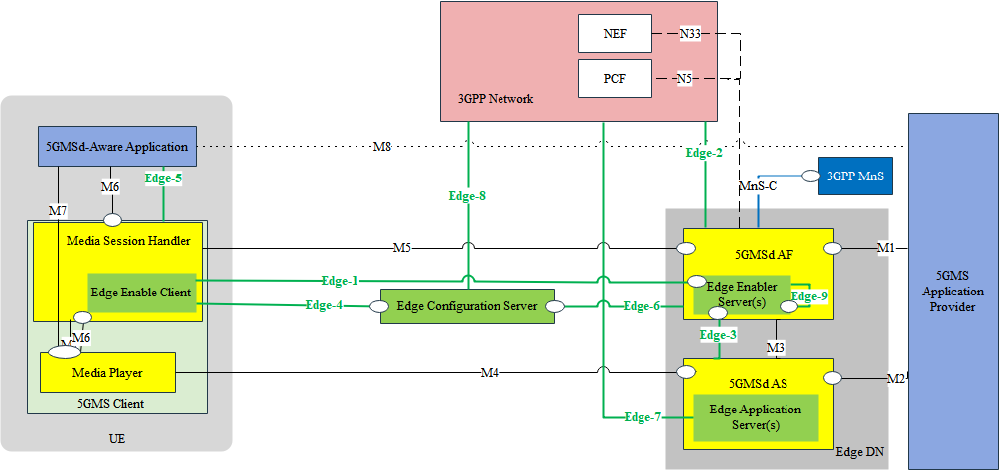 NEF
N33
PCF
N5
3GPP Network
5GMSd-Aware Application
M8
Edge-2
Edge-5
M6
3GPP MnS
MnS-C
Edge-8
M7
Media Session Handler
M5
5GMSd AF
M1
5GMS
Application
Provider
Edge-1
Edge Enable Client
Edge Enabler
Server(s)
Edge-9
Edge-4
Edge Configuration Server
Edge-6
M6
Edge-3
M3
Media Player
M4
5GMSd AS
M2
5GMS Client
Edge Application
Server(s)
Edge-7
UE
Edge DN